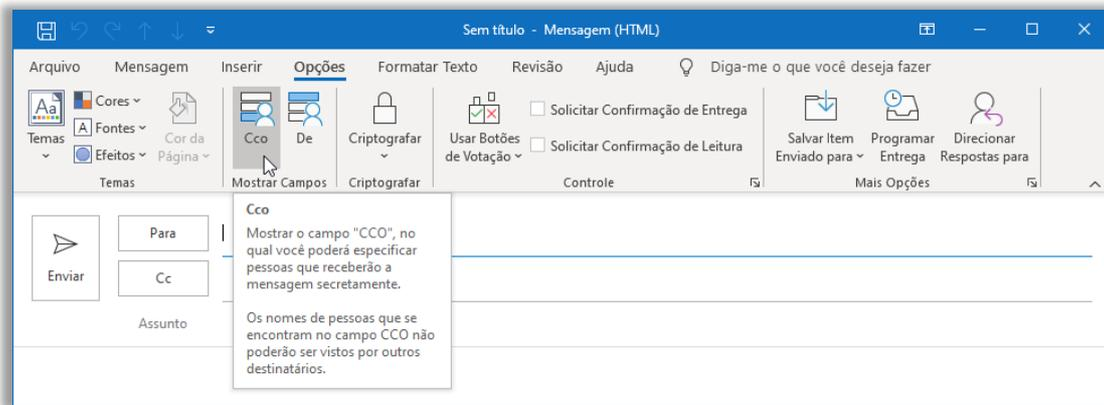 Sem título - Mensagem (HTML)
Arquivo Mensagem Inserir Opções Formatar Texto Revisão Ajuda Diga-me o que você deseja fazer
Aa Cores Solicitar Confirmação de Entrega
A Fontes
Temas Cor da Página Cco De Criptografar Usar Botões de Votação Solicitar Confirmação de Leitura Salvar Item Enviado para Programar Entrega Direcionar Respostas para
Efeitos
Temas Mostrar Campos Criptografar Controle Mais Opções
Enviar
Para
Cc
Assunto
Cco
Mostrar o campo "CCO", no
qual você poderá especificar
pessoas que receberão a
mensagem secretamente.
Os nomes de pessoas que se
encontram no campo CCO não
poderão ser vistos por outros
destinatários.